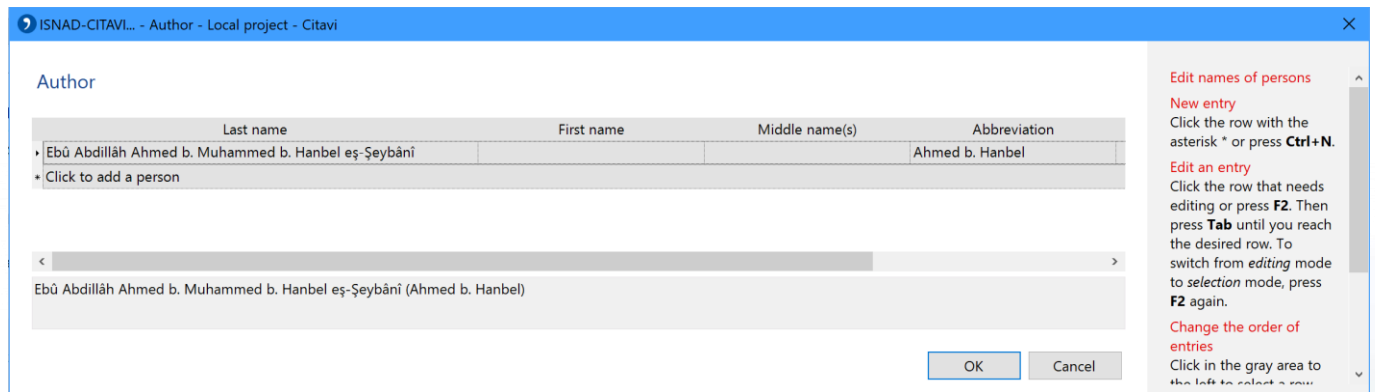 ISNAD-CITAVI... - Author - Local project - Citavi
Author
Last name First name Middle name(s) Abbreviation
Ebû Abdillâh Ahmed b. Muhammed b. Hanbel eş-Şeybânî Ahmed b. Hanbel
* Click to add a person
Ebû Abdillâh Ahmed b. Muhammed b. Hanbel eş-Şeybânî (Ahmed b. Hanbel)
OK Cancel
Edit names of persons
New entry
Click the row with the
asterisk * or press Ctrl+N.
Edit an entry
Click the row that needs
editing or press F2. Then
press Tab until you reach
the desired row. To
switch from editing mode
to selection mode, press
F2 again.
Change the order of
entries
Click in the gray area to
the left to select a row